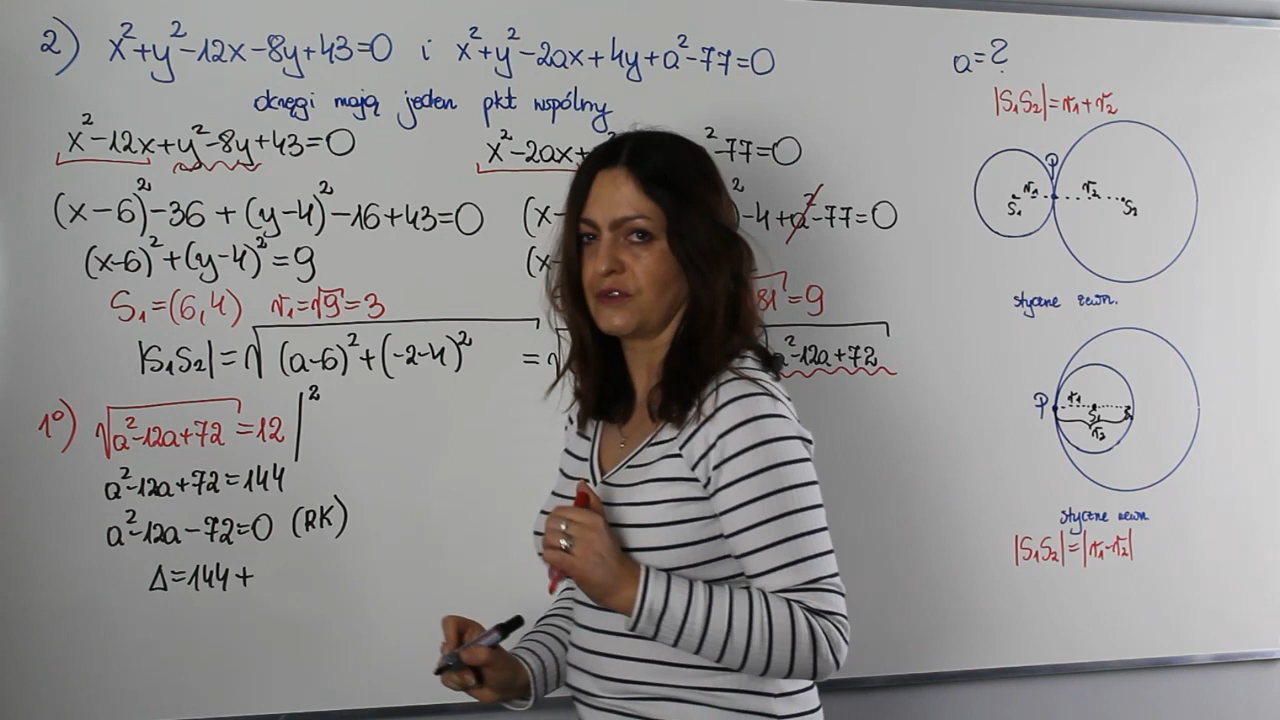 2) x²+y²-12x-8y+43=0 i x²+y²-2ax+4y+a²-77=0
okręgi mają jeden pkt wspólny
x²-12x+y²-8y+43=0
x²-2ax+ ²-77=0
(x-6)²-36+(y-4)²-16+43=0
(x- )²-4+a²-77=0
(x-6)²+(y-4)²=9
(x-
S₁=(6,4) r₁=√9=3
81=9
|S₁S₂|=√(a-6)²+(-2-4)² =√ a²-12a+72
1°) √a²-12a+72=12 |²
a²-12a+72=144
a²-12a-72=0 (RK)
Δ=144+
a=?
|S₁S₂|=r₁+r₂
P
r₁ r₂
S₁ S₂
styczne zewn.
P r₁
S₁
r₂
styczne wewn.
|S₁S₂|=|r₁-r₂|